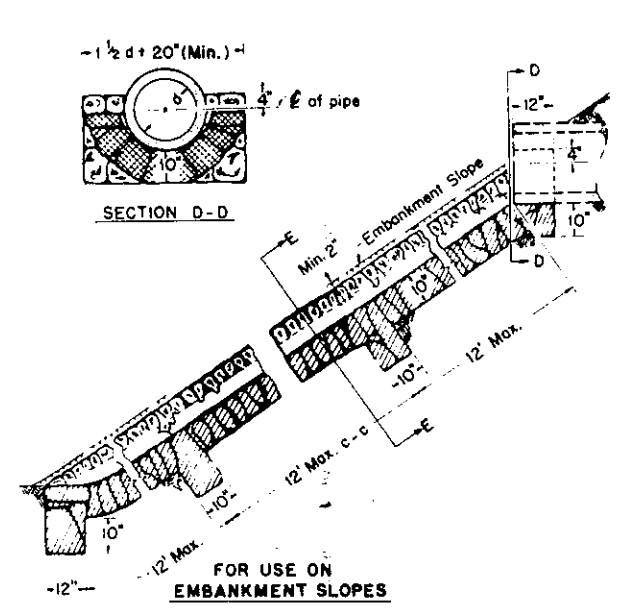 1 1/2 d + 20" (Min.)
d
4"
℄ of pipe
10"
SECTION D-D
D
12"
4"
10"
D
Embankment Slope
E
Min. 2"
10"
12' Max.
10"
E
12' Max. c-c
10"
12' Max.
10"
12"
FOR USE ON
EMBANKMENT SLOPES